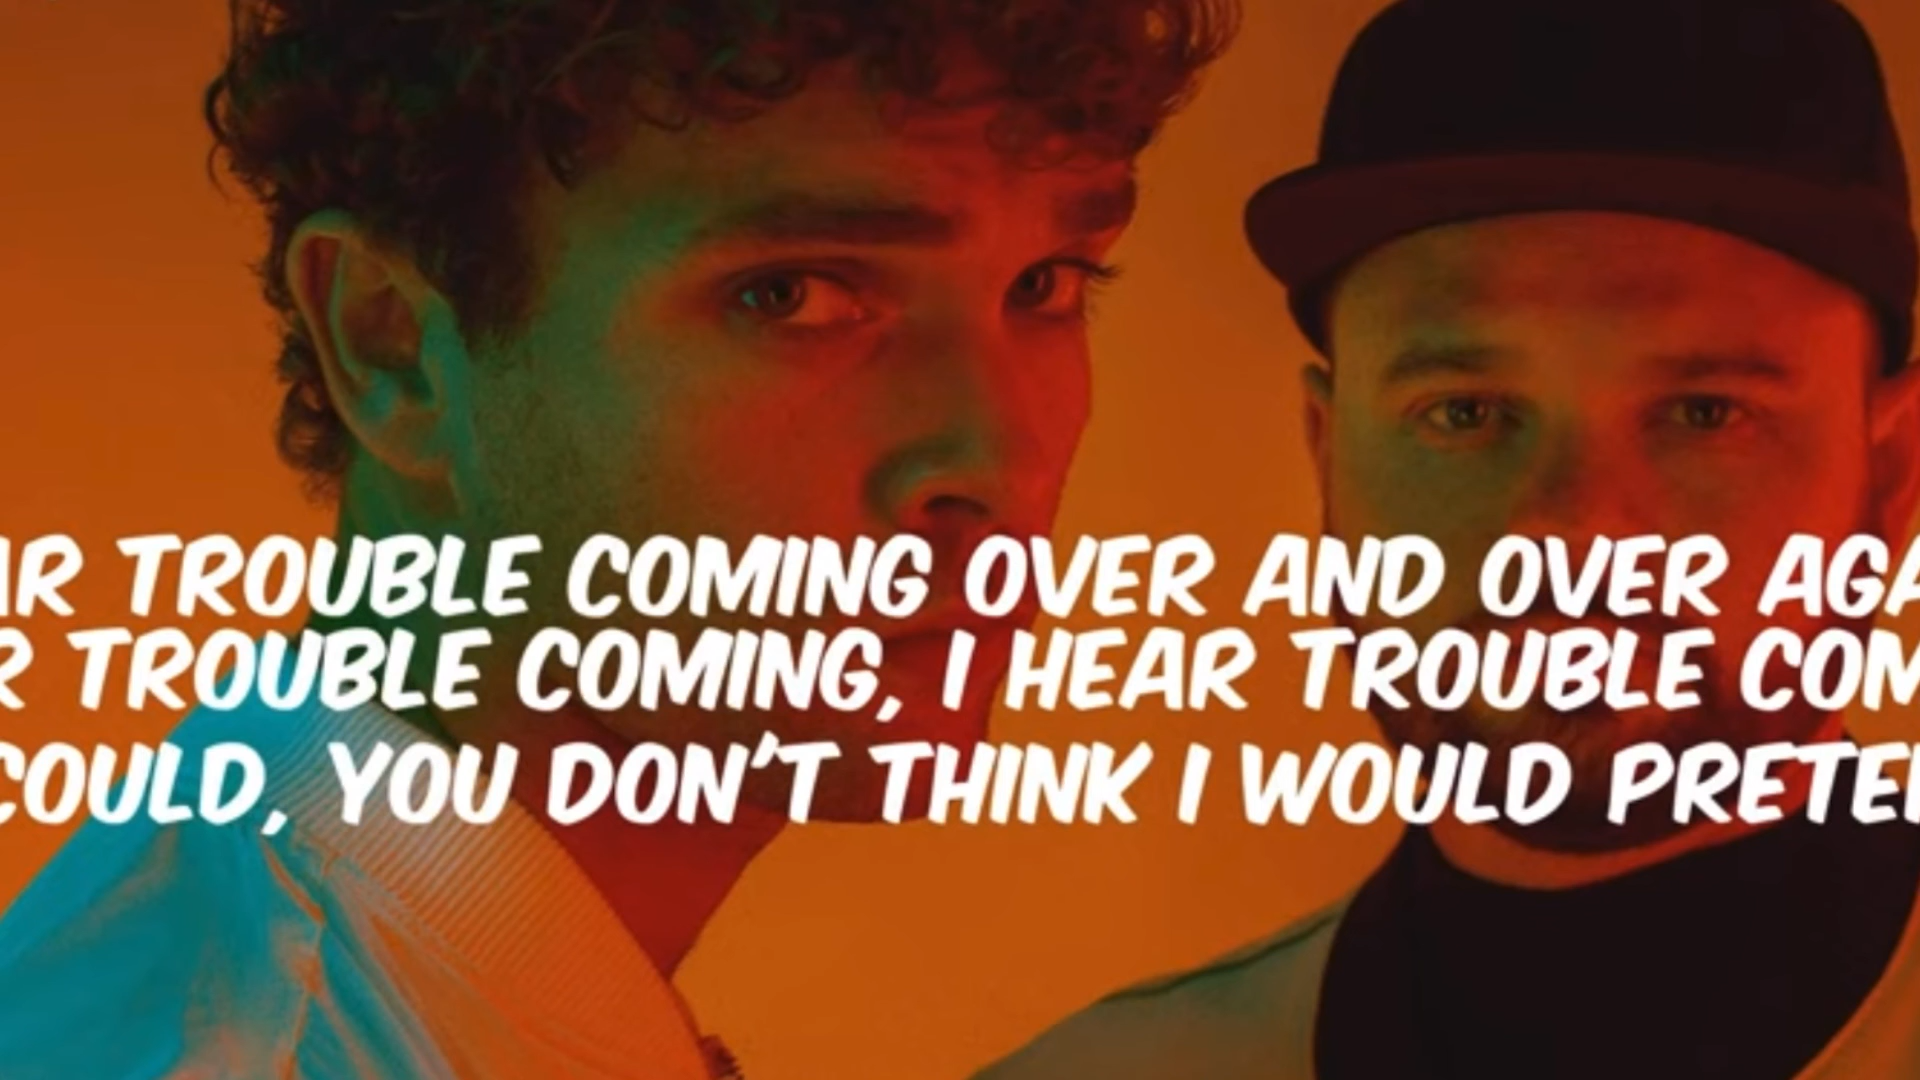 AR TROUBLE COMING OVER AND OVER AGA
R TROUBLE COMING, I HEAR TROUBLE COM
COULD, YOU DON'T THINK I WOULD PRETE